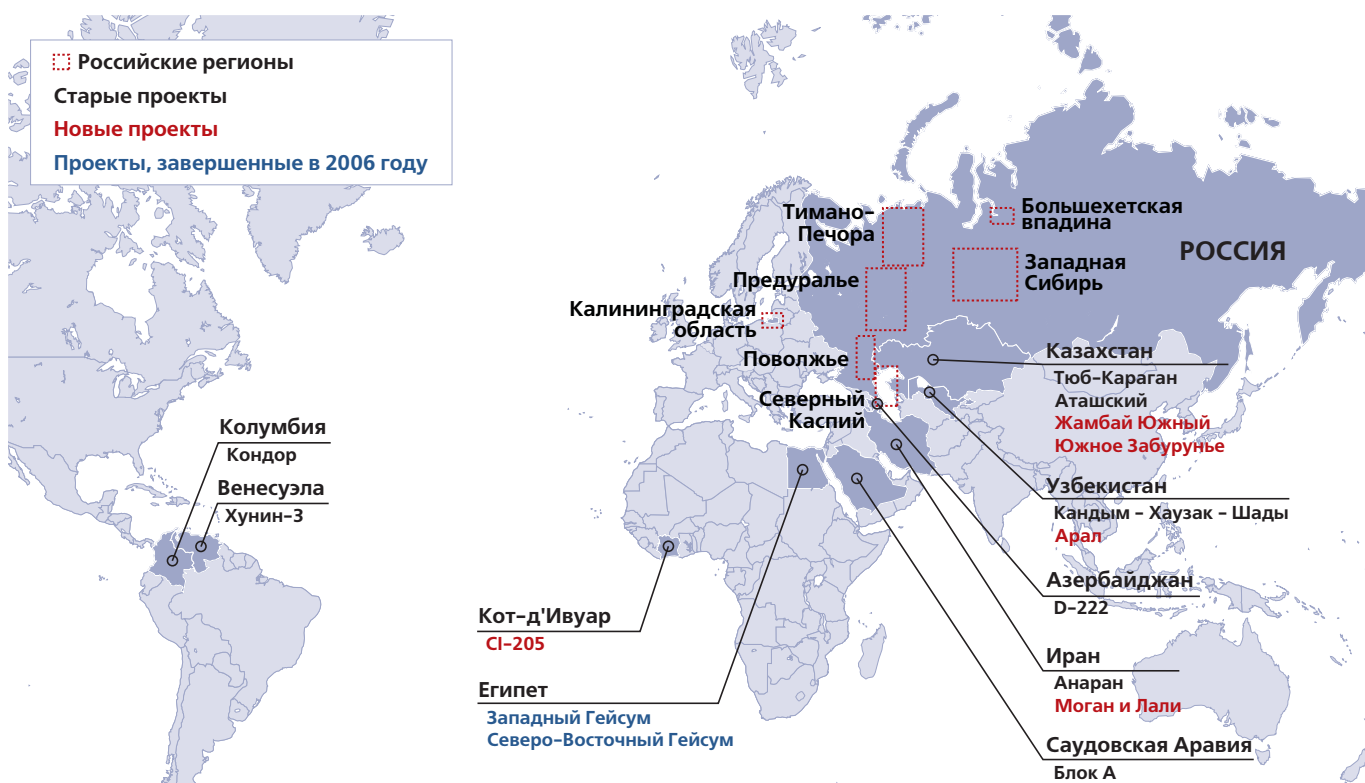 Российские регионы
Старые проекты
Новые проекты
Проекты, завершенные в 2006 году
Тимано-
Печора
Большехетская
впадина
РОССИЯ
Западная
Сибирь
Предуралье
Калининградская
область
Поволжье
Северный
Каспий
Казахстан
Тюб-Караган
Аташский
Жамбай Южный
Южное Забурунье
Узбекистан
Кандым - Хаузак - Шады
Арал
Азербайджан
D-222
Иран
Анаран
Моган и Лали
Саудовская Аравия
Блок А
Колумбия
Кондор
Венесуэла
Хунин-3
Кот-д'Ивуар
CI-205
Египет
Западный Гейсум
Северо-Восточный Гейсум